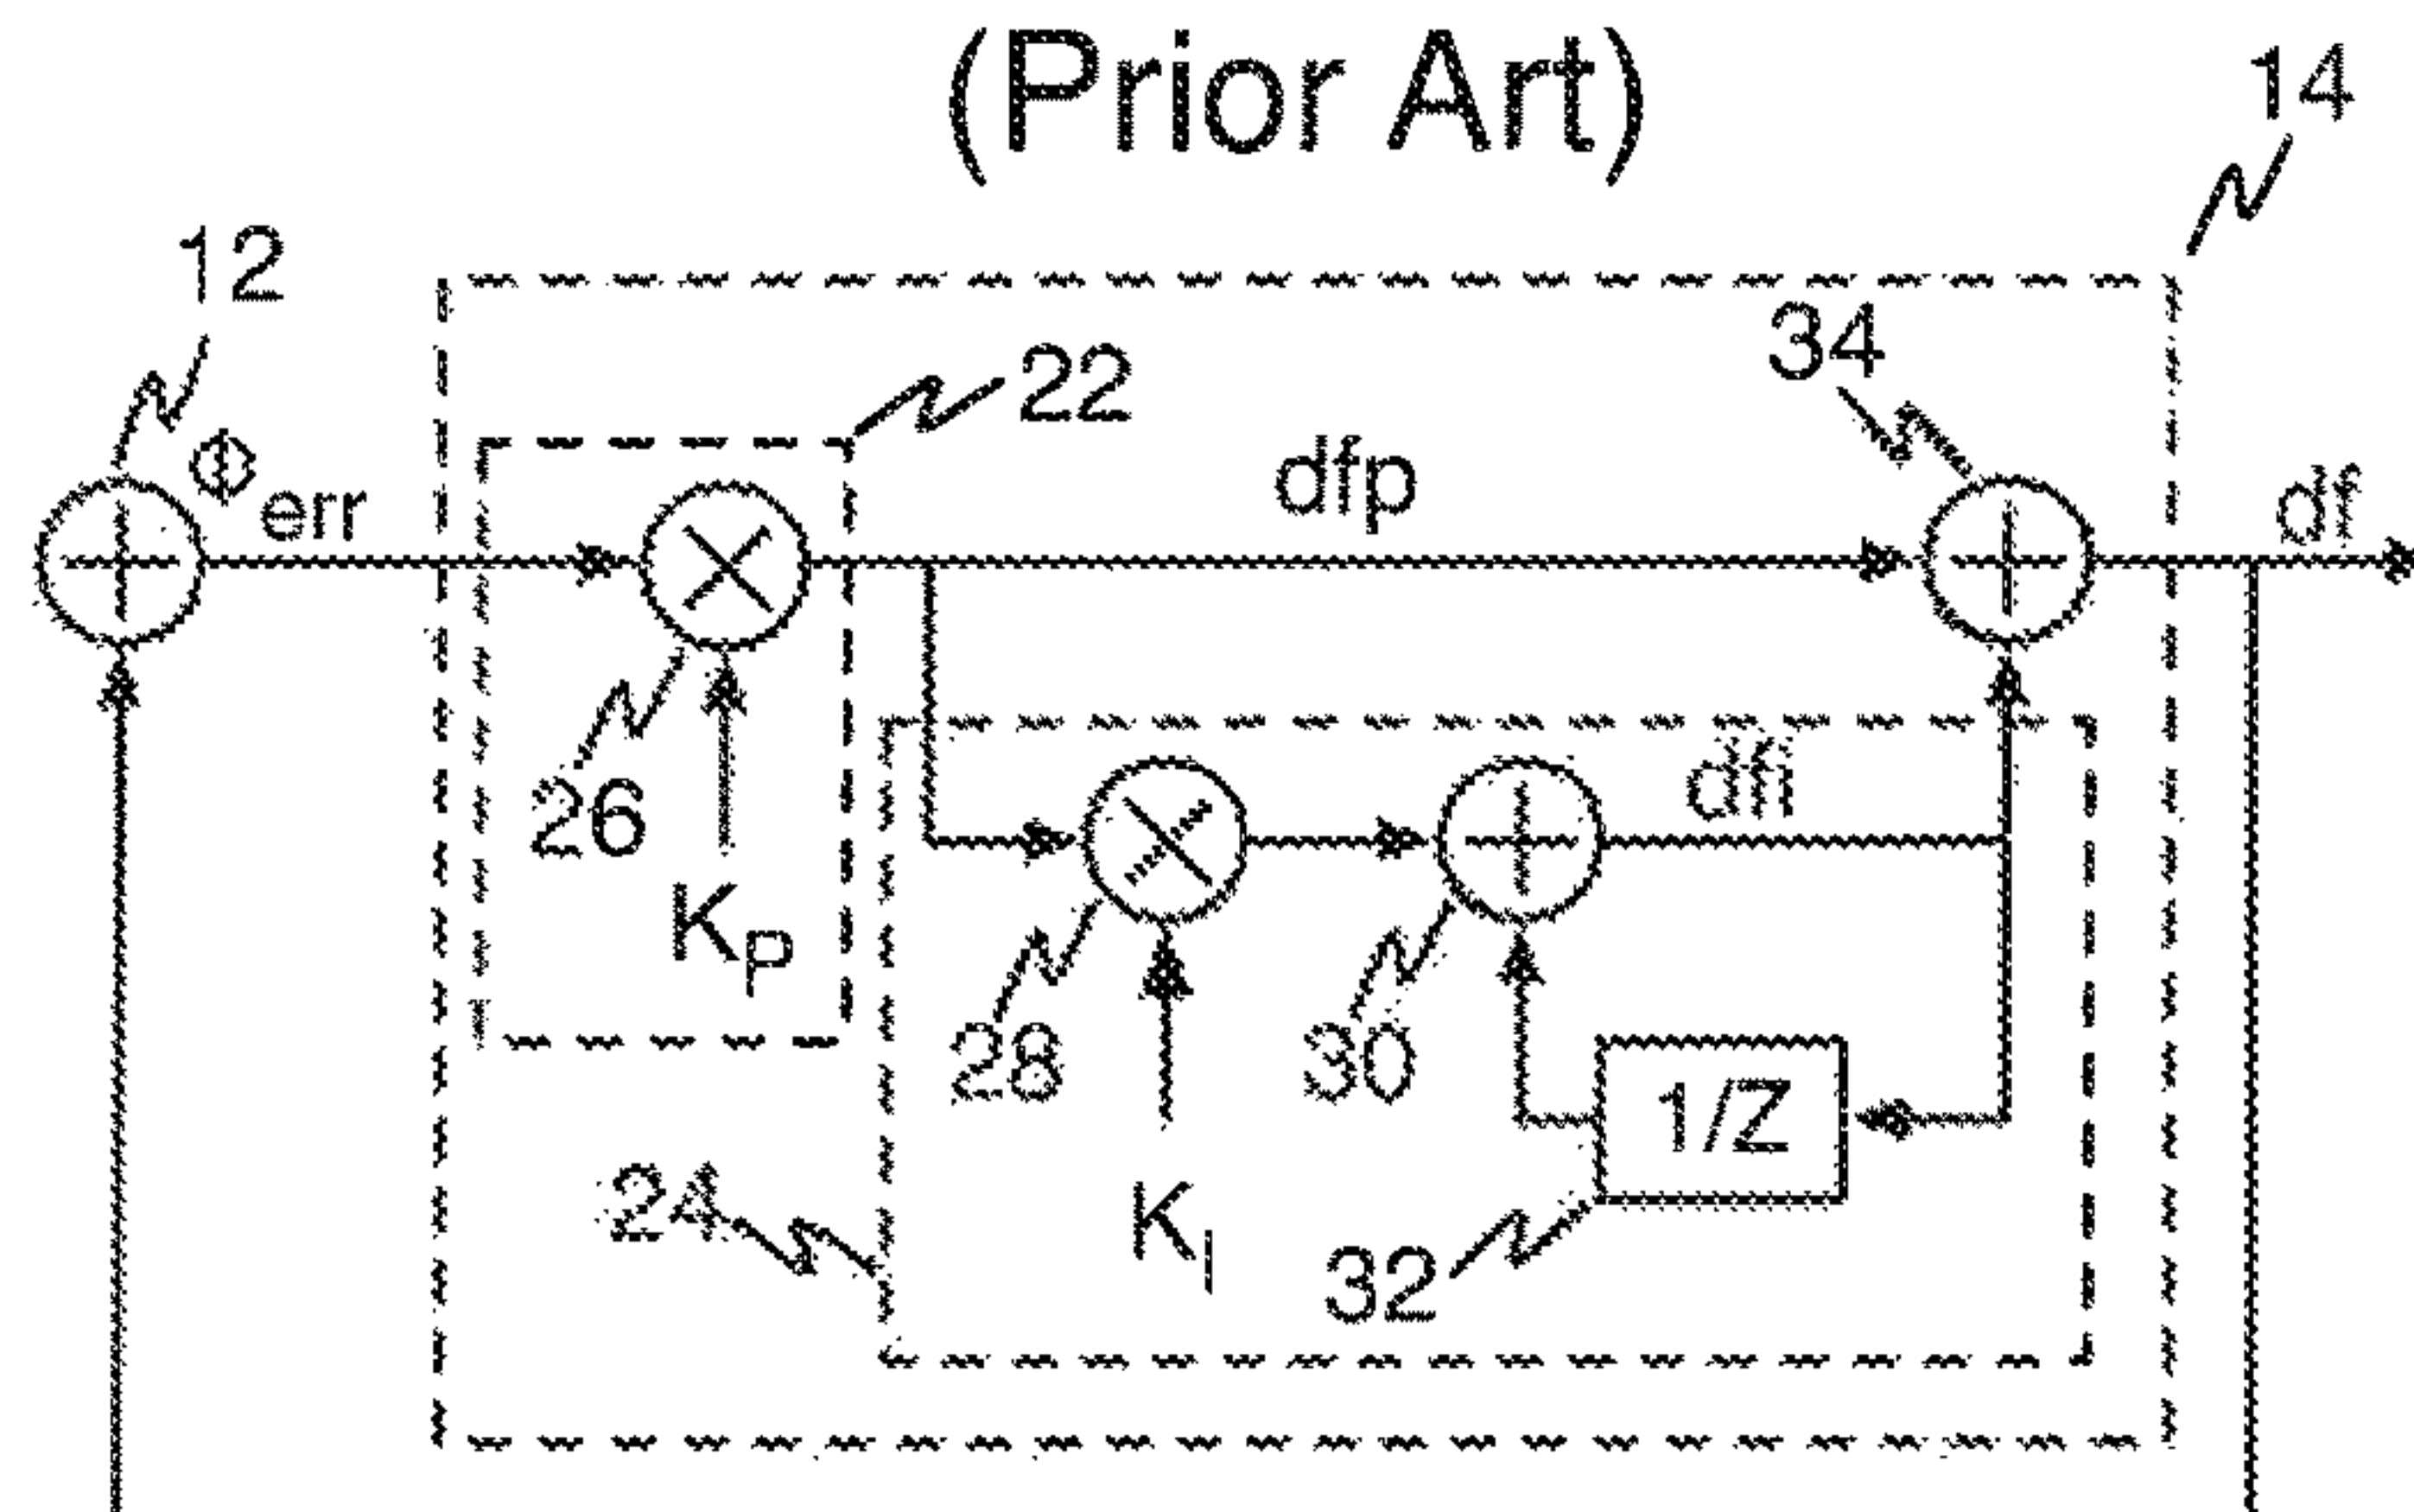 (Prior Art)
14
12
34
22
Φerr
dfp
df
dfi
26
KP
28
30
1/Z
24
KI
32